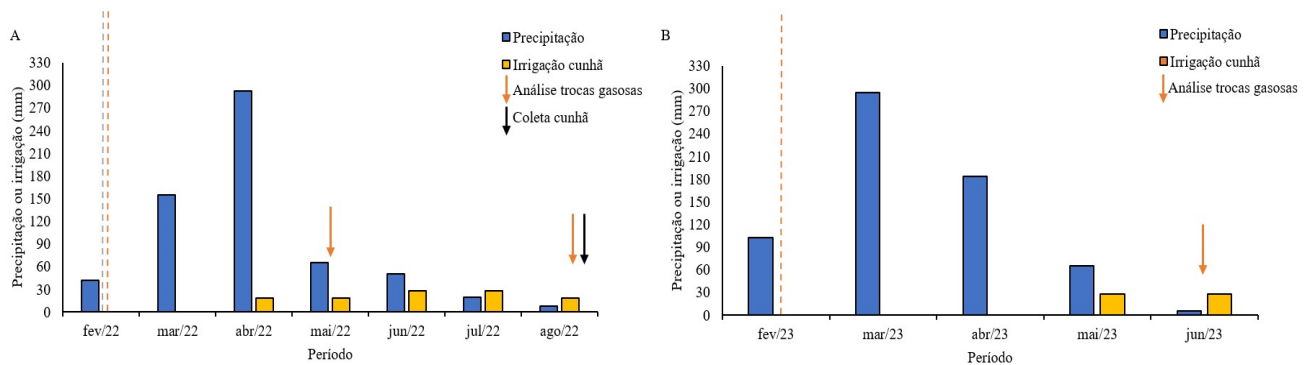 A
Precipitação
Irrigação cunhã
Análise trocas gasosas
Coleta cunhã
Precipitação ou irrigação (mm)
330
300
270
240
210
180
150
120
90
60
30
0
fev/22 mar/22 abr/22 mai/22 jun/22 jul/22 ago/22
Período
B
Precipitação
Irrigação cunhã
Análise trocas gasosas
Precipitação ou irrigação (mm)
330
300
270
240
210
180
150
120
90
60
30
0
fev/23 mar/23 abr/23 mai/23 jun/23
Período